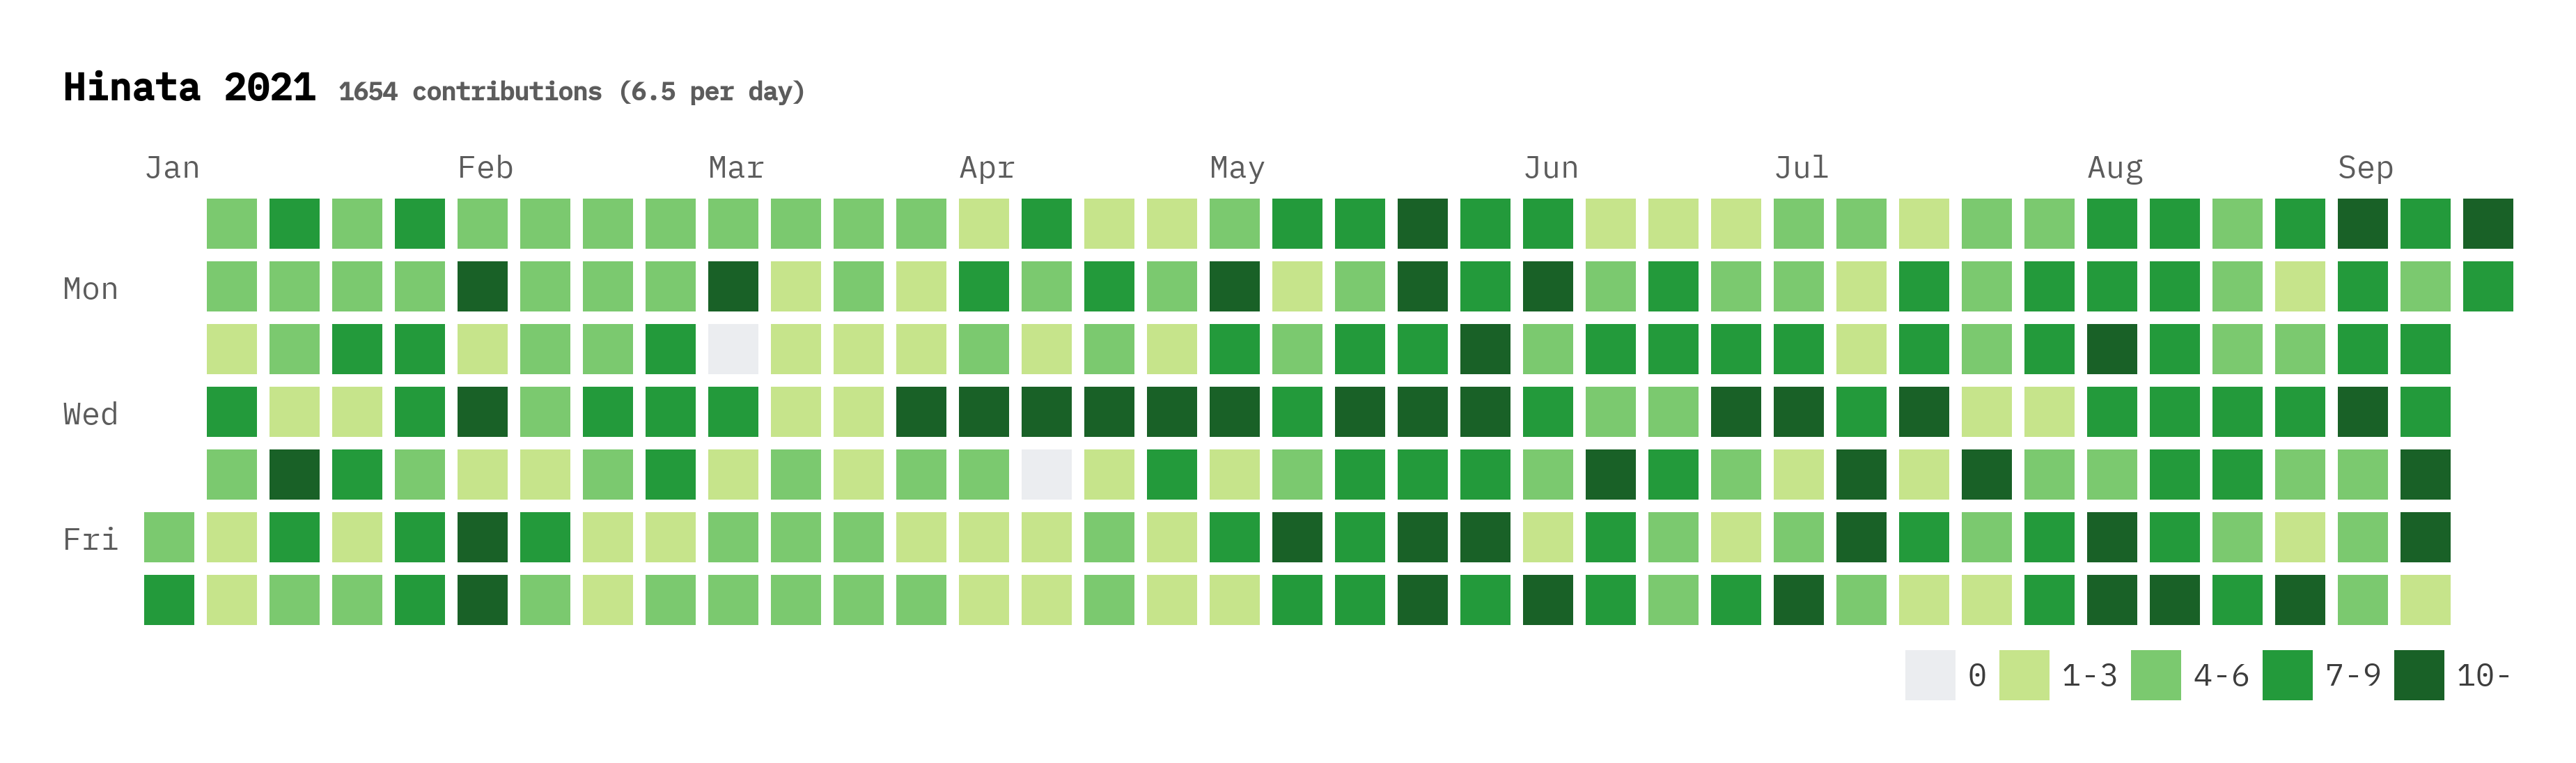 Hinata 2021 1654 contributions (6.5 per day)
Jan Feb Mar Apr May Jun Jul Aug Sep
Mon
Wed
Fri
0 1-3 4-6 7-9 10-